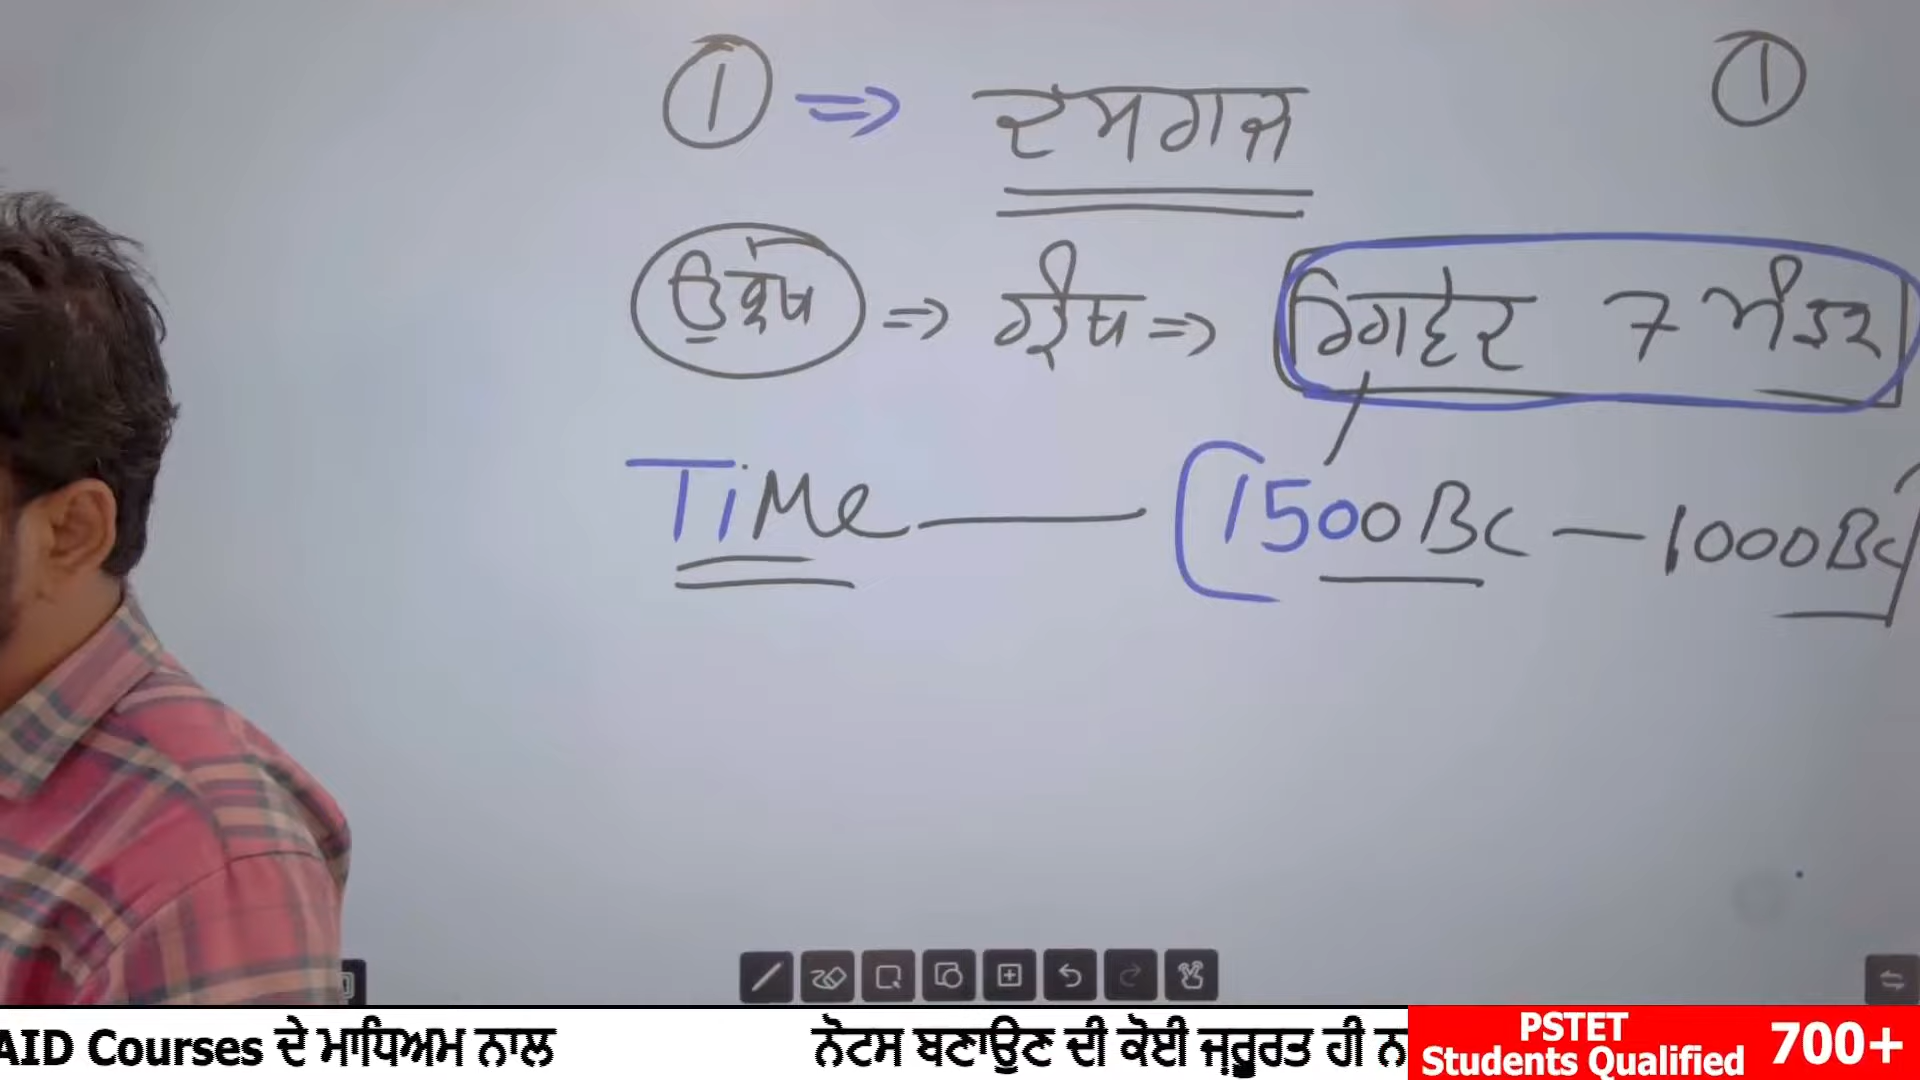 ① => ਦਸਗਜ ①
ਉਲੇਖ => ਗ੍ਰੰਥ => ਰਿਗਵੇਦ 7 ਮੰਡਲ
TiMe — (1500 BC — 1000 BC
AID Courses ਦੇ ਮਾਧਿਅਮ ਨਾਲ ਨੋਟਸ ਬਣਾਉਣ ਦੀ ਕੋਈ ਜ਼ਰੂਰਤ ਹੀ ਨ
PSTET
Students Qualified 700+